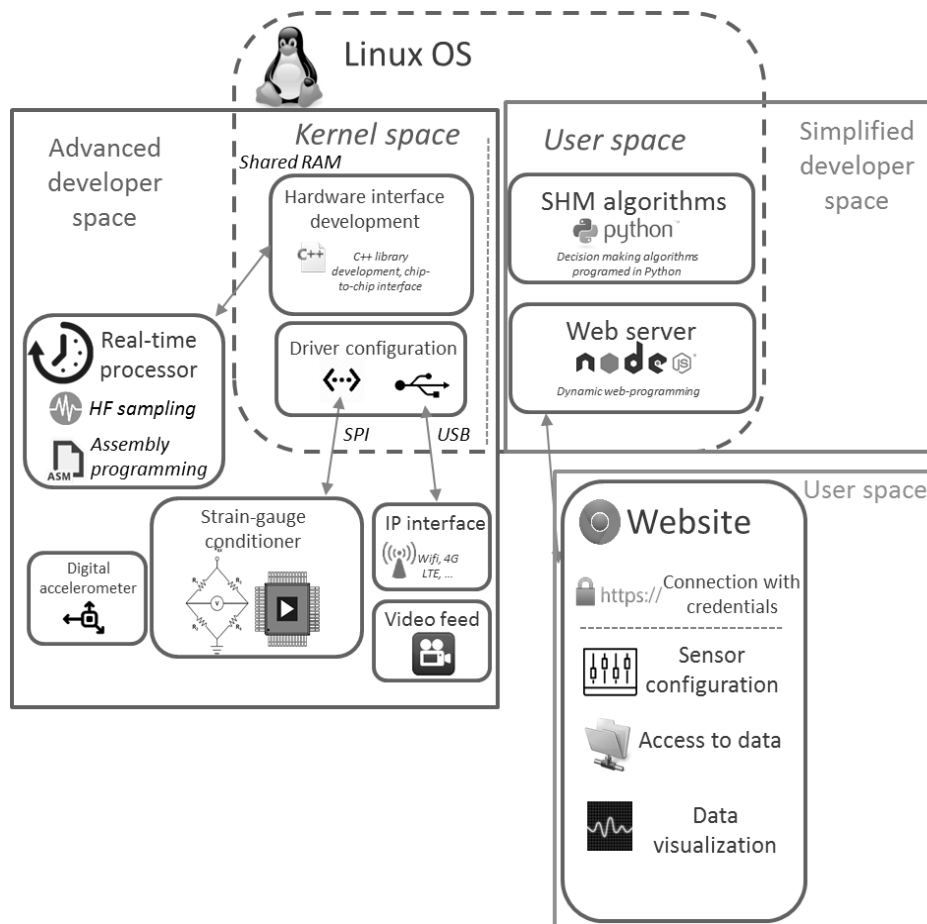 Linux OS
Advanced
developer
space
Kernel space
Shared RAM
Hardware interface
development
C++
C++ library
development, chip-
to-chip interface
Driver configuration
SPI
USB
Real-time
processor
HF sampling
Assembly
programming
ASM
Strain-gauge
conditioner
V
Digital
accelerometer
IP interface
Wifi, 4G
LTE, ...
Video feed
User space
Simplified
developer
space
SHM algorithms
python™
Decision making algorithms
programed in Python
Web server
node
JS
Dynamic web-programming
User space
Website
https://
Connection with
credentials
Sensor
configuration
Access to data
Data
visualization